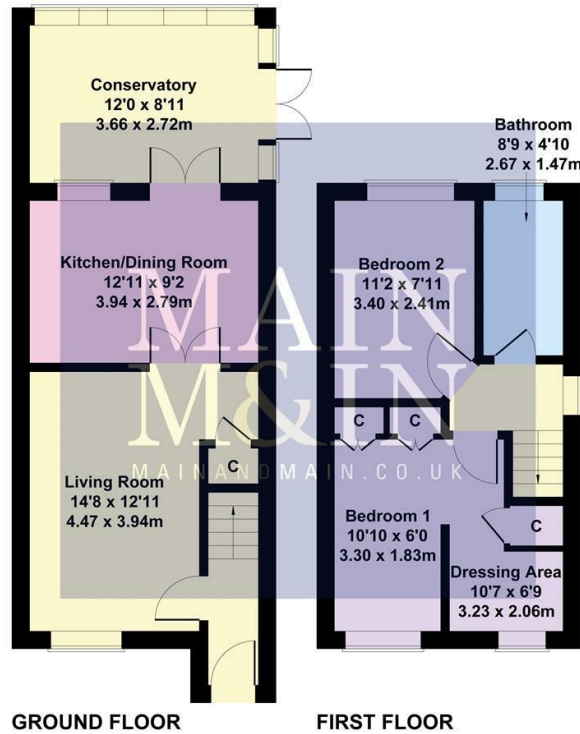 Conservatory
12'0 x 8'11
3.66 x 2.72m
Bathroom
8'9 x 4'10
2.67 x 1.47m
Kitchen/Dining Room
12'11 x 9'2
3.94 x 2.79m
Bedroom 2
11'2 x 7'11
3.40 x 2.41m
MAIN
M&IN
MAINANDMAIN.CO.UK
C
C
C
Living Room
14'8 x 12'11
4.47 x 3.94m
Bedroom 1
10'10 x 6'0
3.30 x 1.83m
C
Dressing Area
10'7 x 6'9
3.23 x 2.06m
GROUND FLOOR
FIRST FLOOR